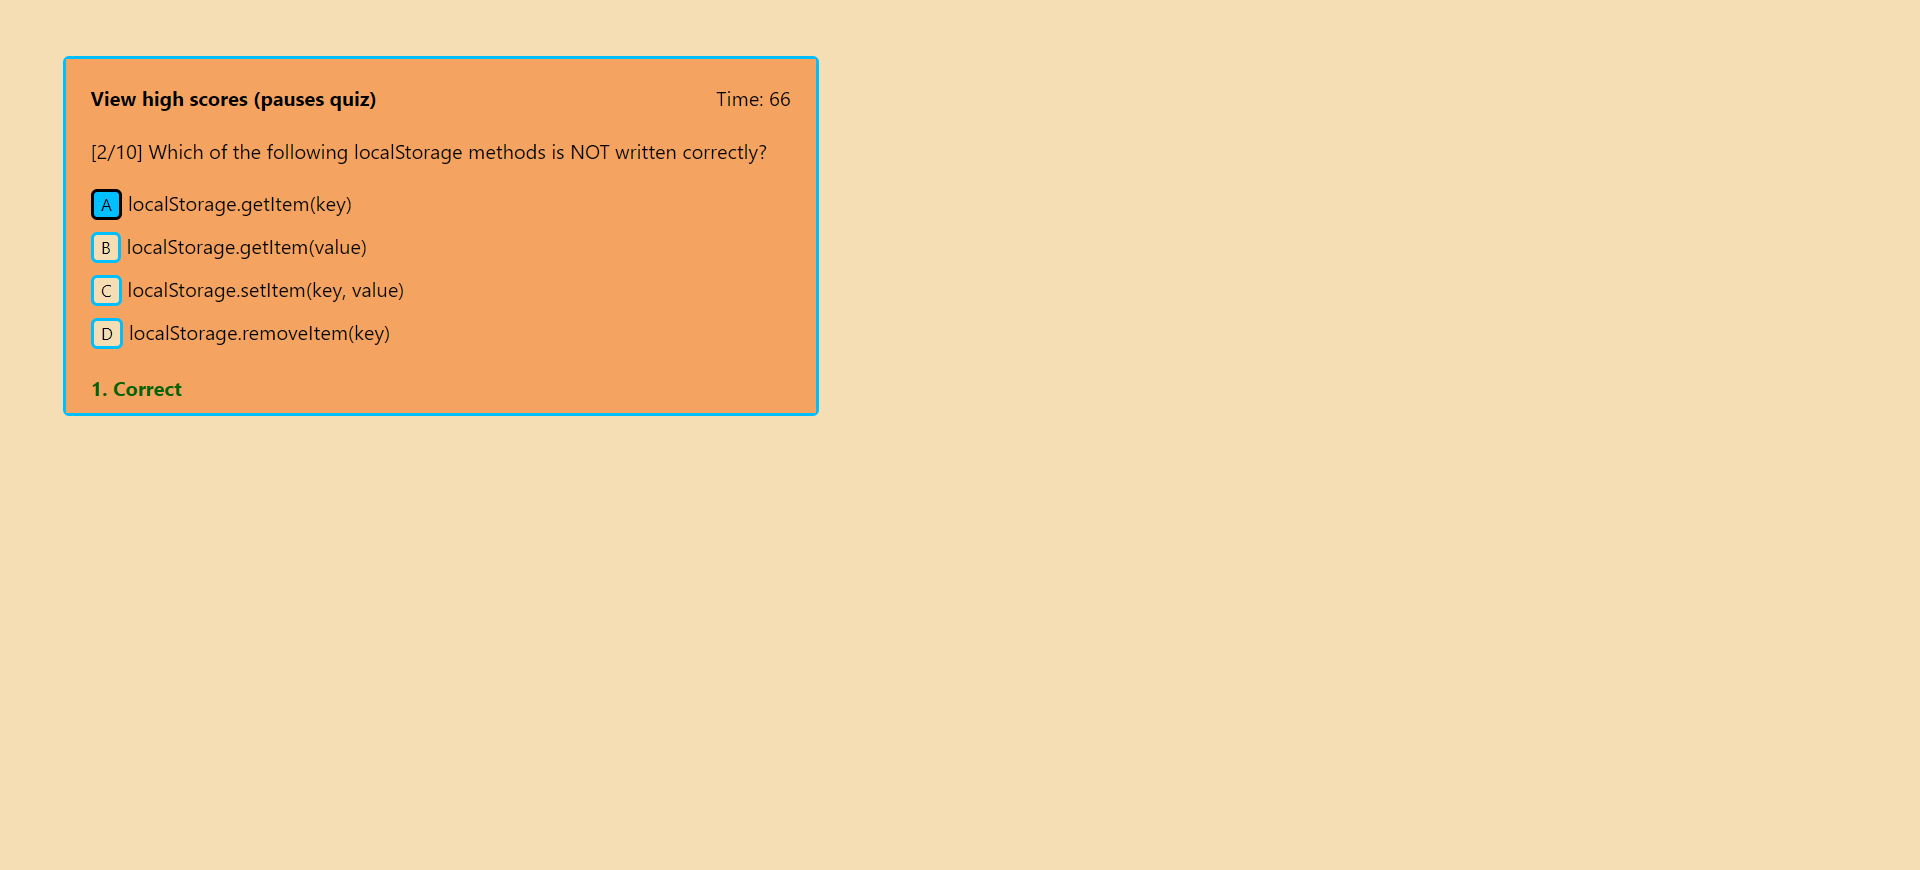 View high scores (pauses quiz) Time: 66
[2/10] Which of the following localStorage methods is NOT written correctly?
A localStorage.getItem(key)
B localStorage.getItem(value)
C localStorage.setItem(key, value)
D localStorage.removeItem(key)
1. Correct